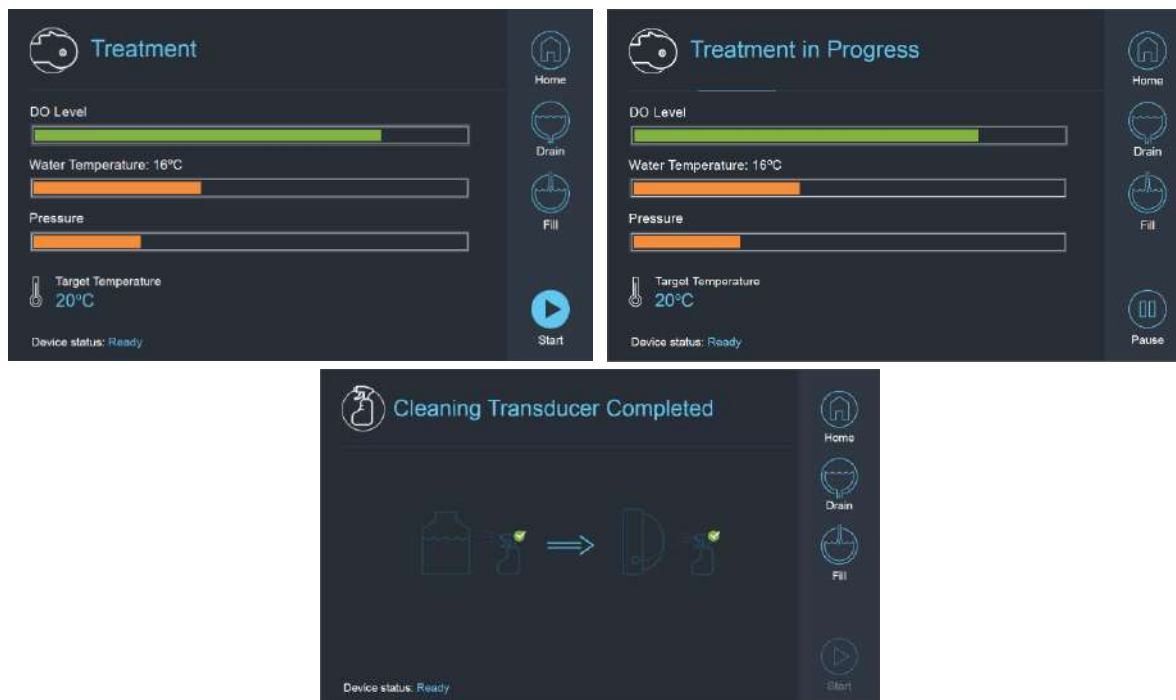 Treatment
Home
DO Level
Drain
Water Temperature: 16ºC
Fill
Pressure
Target Temperature
20ºC
Start
Device status: Ready
Treatment in Progress
Home
DO Level
Drain
Water Temperature: 16ºC
Fill
Pressure
Target Temperature
20ºC
Pause
Device status: Ready
Cleaning Transducer Completed
Home
Drain
Fill
Start
Device status: Ready